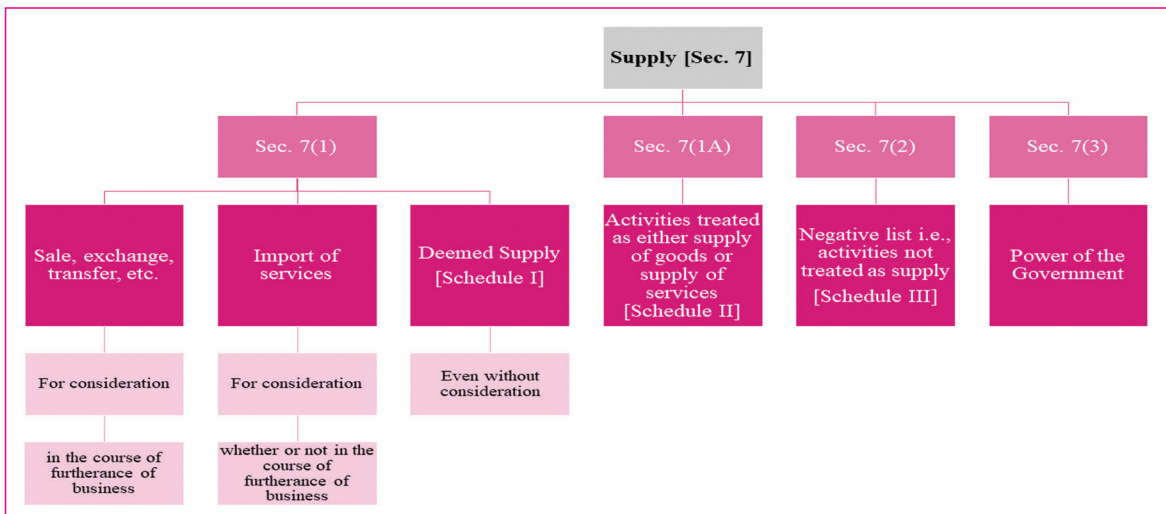 Supply [Sec. 7]
Sec. 7(1)
Sec. 7(1A)
Sec. 7(2)
Sec. 7(3)
Sale, exchange,
transfer, etc.
Import of
services
Deemed Supply
[Schedule I]
Activities treated
as either supply
of goods or
supply of
services
[Schedule II]
Negative list i.e.,
activities not
treated as supply
[Schedule III]
Power of the
Government
For consideration
For consideration
Even without
consideration
in the course of
furtherance of
business
whether or not in the
course of
furtherance of
business